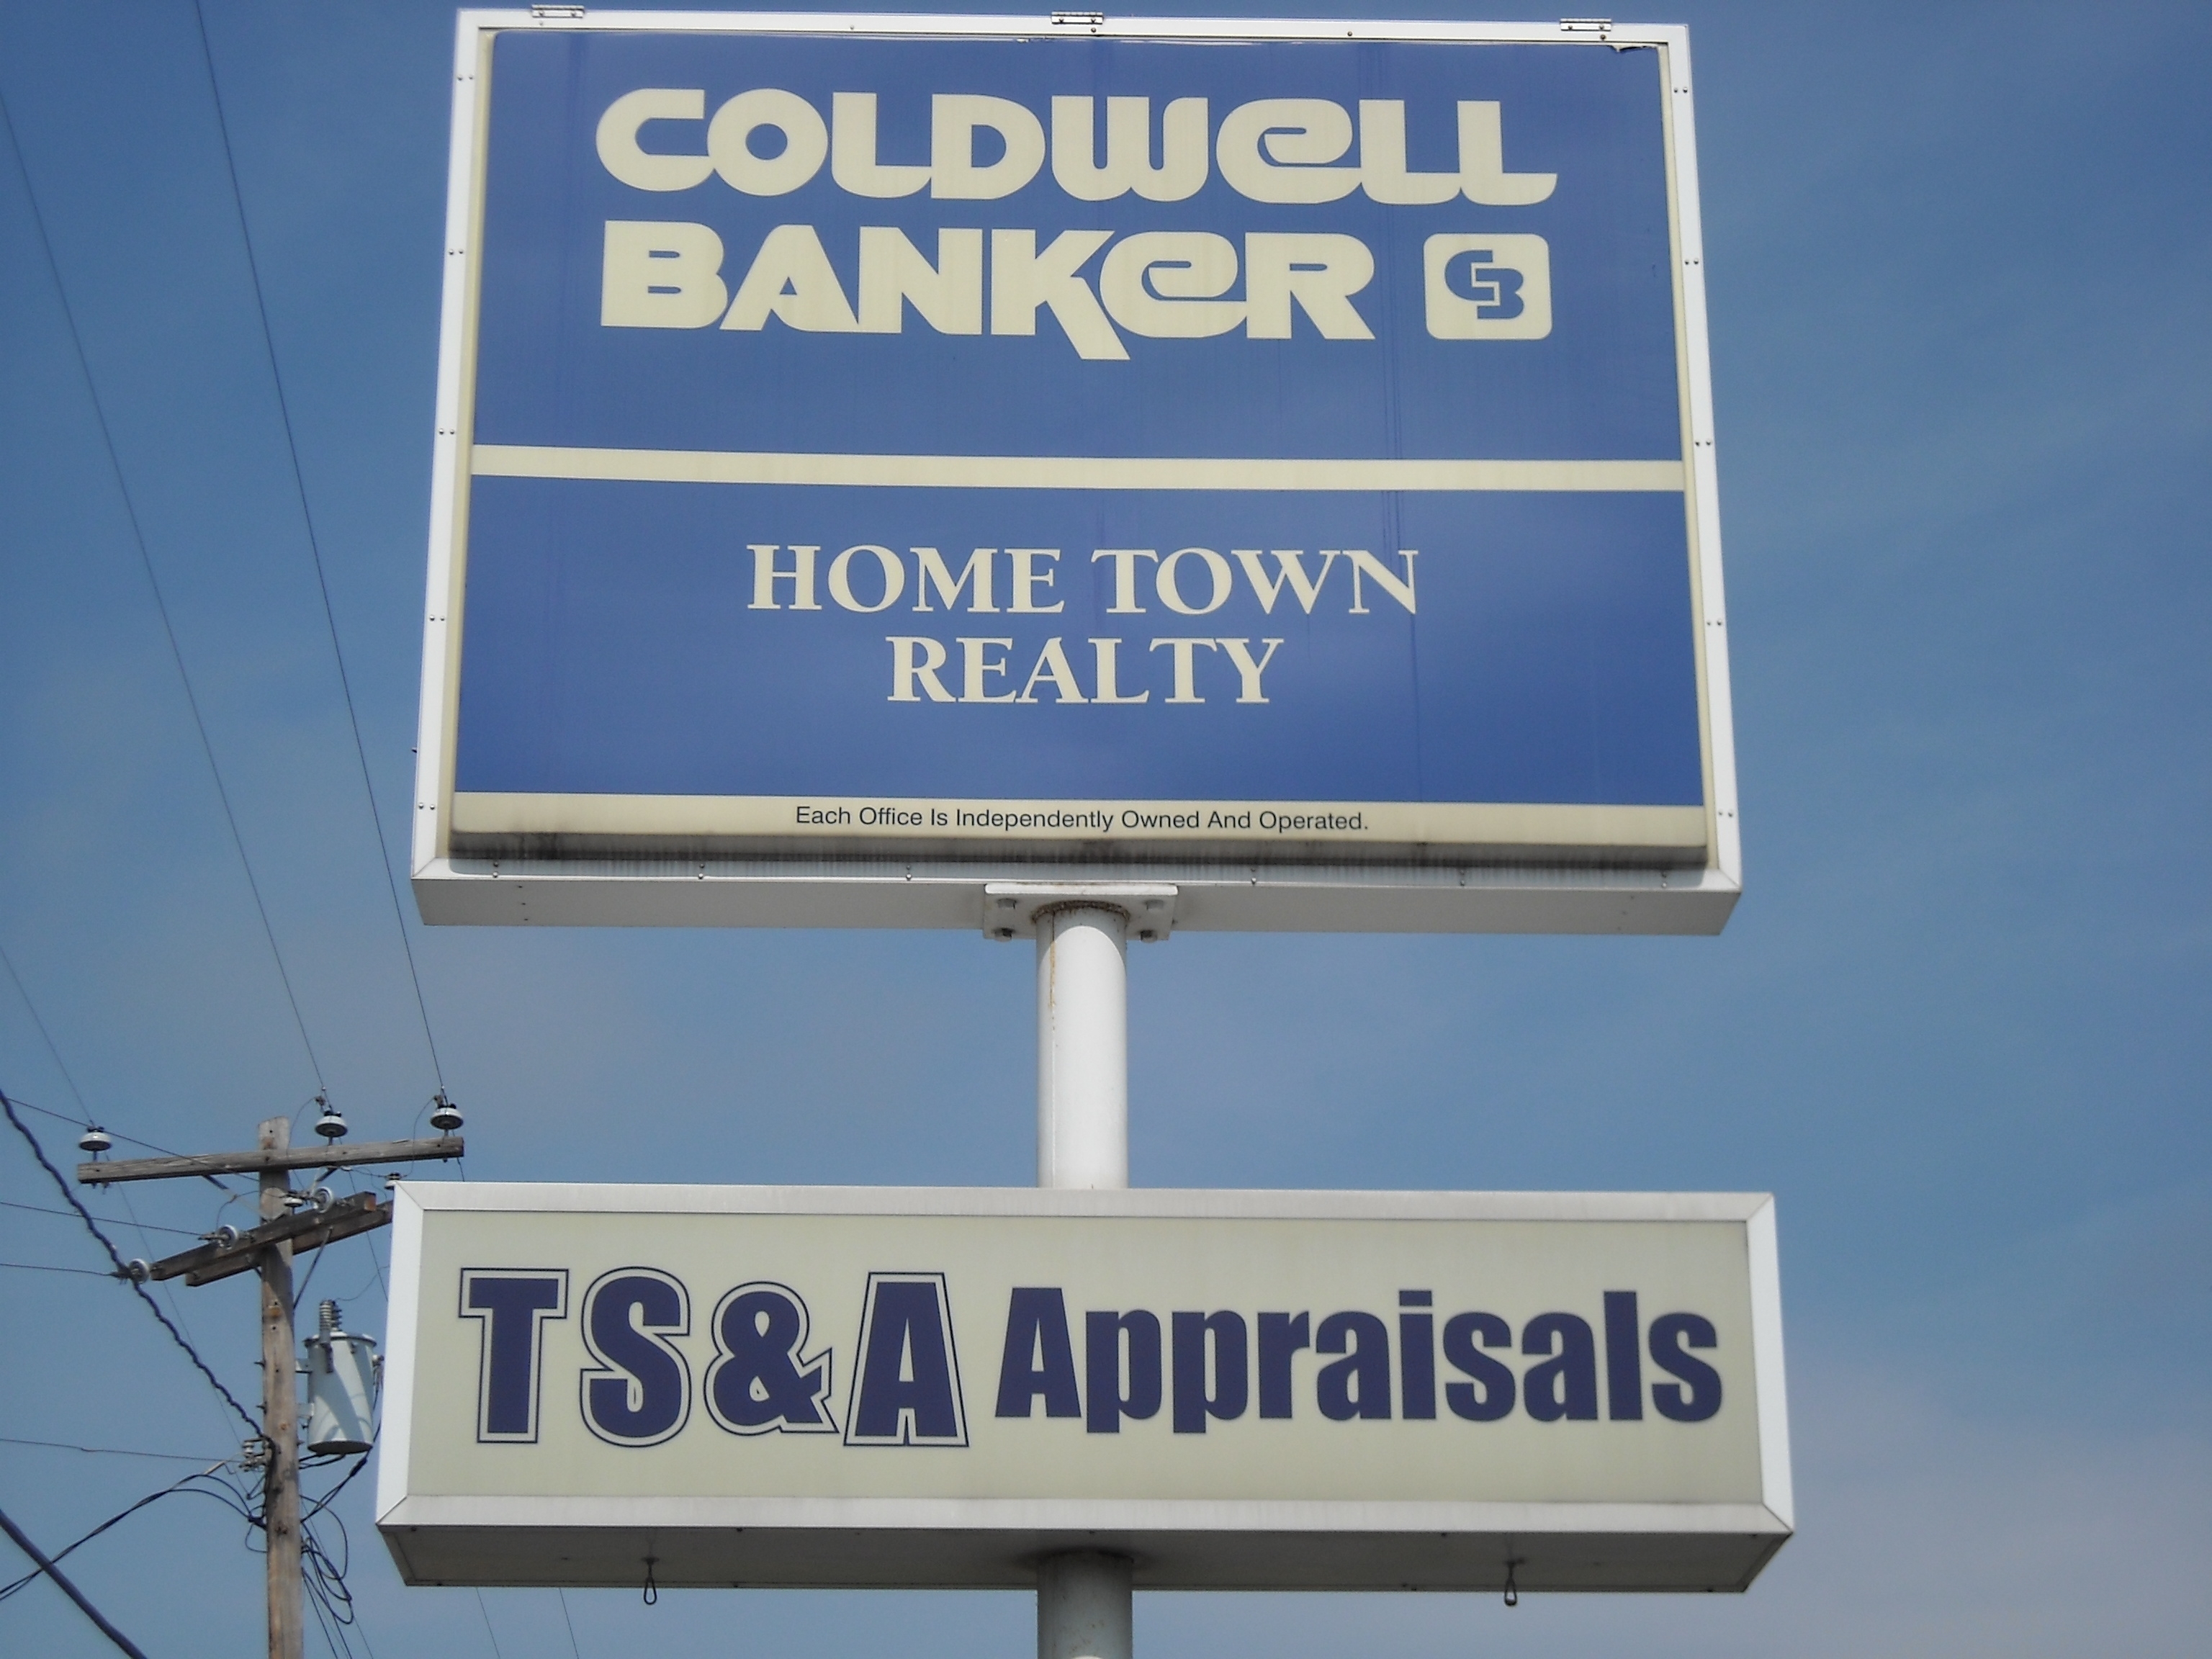 COLDWELL
BANKER CB
HOME TOWN
REALTY
Each Office Is Independently Owned And Operated.
TS&A Appraisals